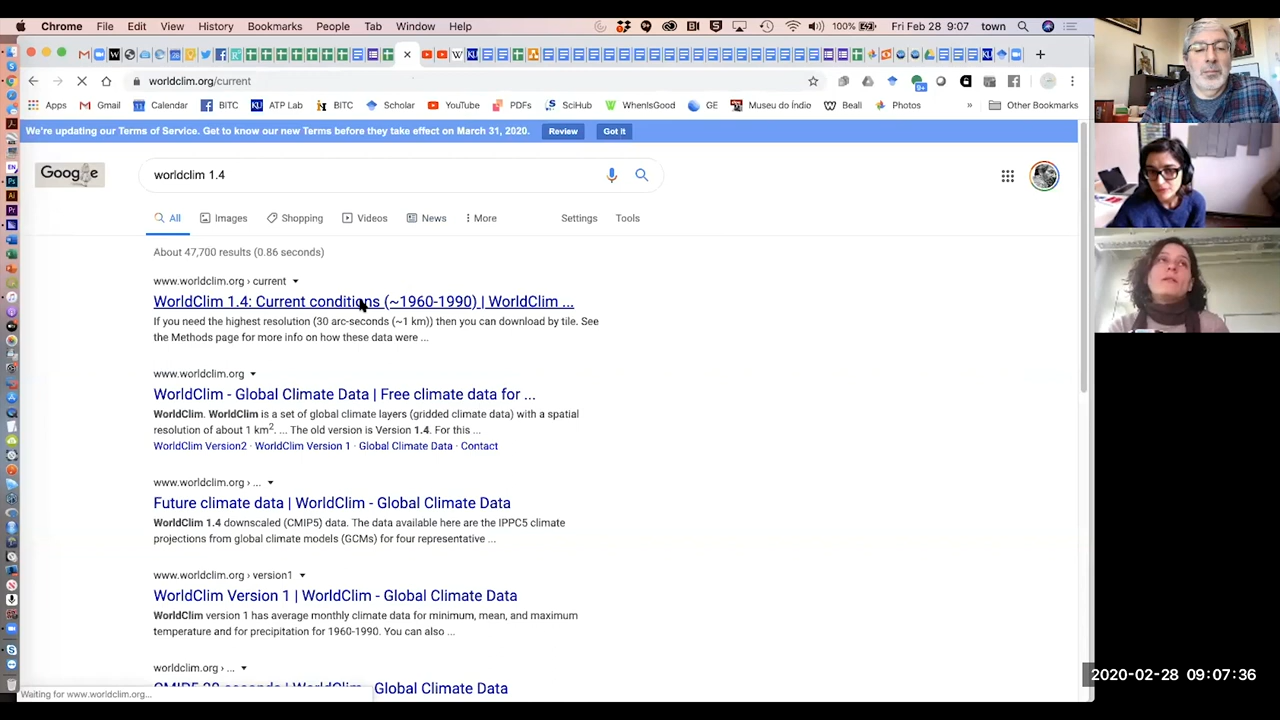 Chrome File Edit View History Bookmarks People Tab Window Help 100% Fri Feb 28 9:07 town
worldclim.org/current
Apps Gmail Calendar BITC ATP Lab BITC Scholar YouTube PDFs SciHub WhenIsGood GE Museu do Índio Beall Photos » Other Bookmarks
We're updating our Terms of Service. Get to know our new Terms before they take effect on March 31, 2020. Review Got it
Google
worldclim 1.4
All Images Shopping Videos News More Settings Tools
About 47,700 results (0.86 seconds)
www.worldclim.org › current
WorldClim 1.4: Current conditions (~1960-1990) | WorldClim ...
If you need the highest resolution (30 arc-seconds (~1 km)) then you can download by tile. See
the Methods page for more info on how these data were ...
www.worldclim.org
WorldClim - Global Climate Data | Free climate data for ...
WorldClim. WorldClim is a set of global climate layers (gridded climate data) with a spatial
resolution of about 1 km2. ... The old version is Version 1.4. For this ...
WorldClim Version2 · WorldClim Version 1 · Global Climate Data · Contact
www.worldclim.org › ...
Future climate data | WorldClim - Global Climate Data
WorldClim 1.4 downscaled (CMIP5) data. The data available here are the IPPC5 climate
projections from global climate models (GCMs) for four representative ...
www.worldclim.org › version1
WorldClim Version 1 | WorldClim - Global Climate Data
WorldClim version 1 has average monthly climate data for minimum, mean, and maximum
temperature and for precipitation for 1960-1990. You can also ...
worldclim.org › ...
CMIP5 30 seconds | WorldClim - Global Climate Data
Waiting for www.worldclim.org...
2020-02-28 09:07:36